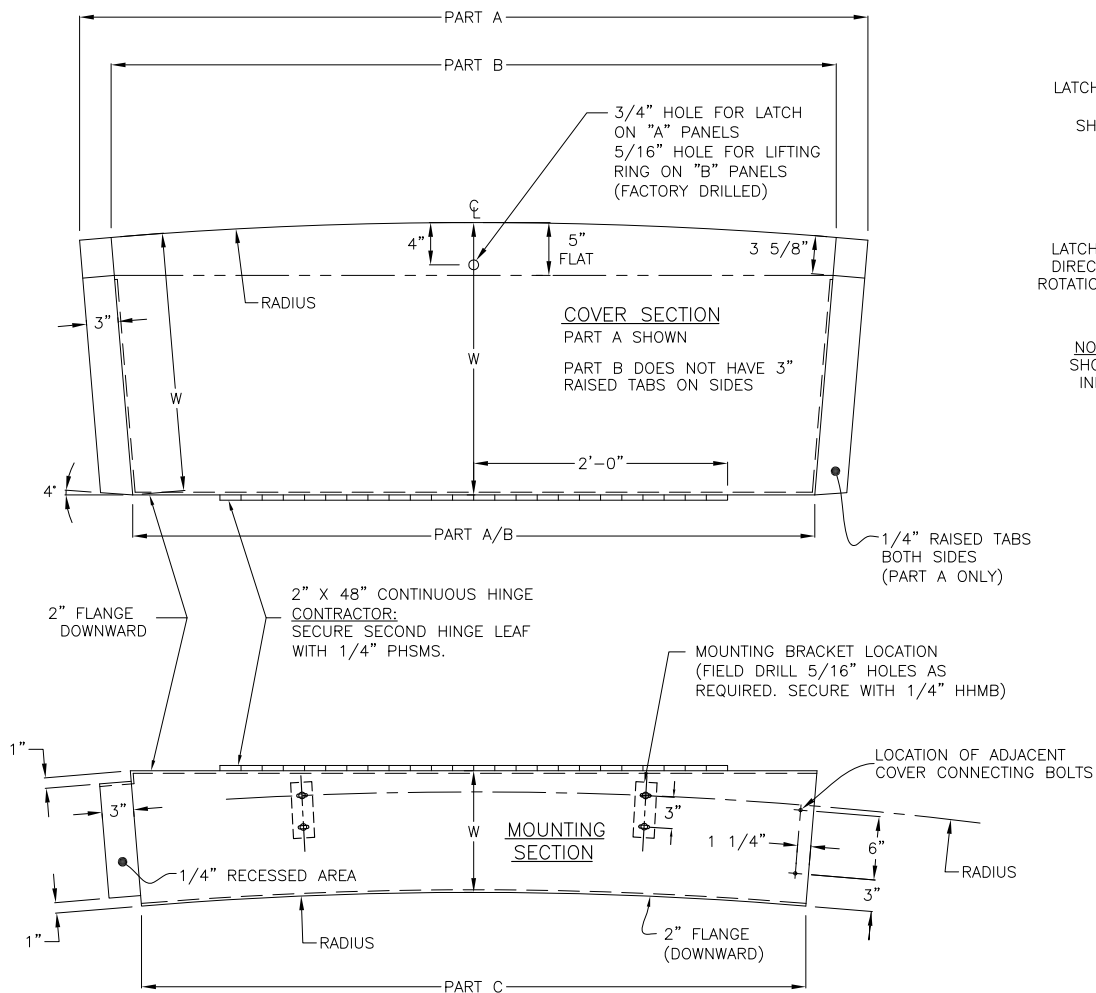 PART A
PART B
LATCH
SH
3/4" HOLE FOR LATCH
ON "A" PANELS
5/16" HOLE FOR LIFTING
RING ON "B" PANELS
(FACTORY DRILLED)
CL
4"
5"
FLAT
3 5/8"
LATCH
DIREC
ROTATIO
RADIUS
3"
COVER SECTION
PART A SHOWN
PART B DOES NOT HAVE 3"
RAISED TABS ON SIDES
NO
SHO
IN
W
W
2'-0"
4°
PART A/B
1/4" RAISED TABS
BOTH SIDES
(PART A ONLY)
2" FLANGE
DOWNWARD
2" X 48" CONTINUOUS HINGE
CONTRACTOR:
SECURE SECOND HINGE LEAF
WITH 1/4" PHSMS.
MOUNTING BRACKET LOCATION
(FIELD DRILL 5/16" HOLES AS
REQUIRED. SECURE WITH 1/4" HHMB)
1"
LOCATION OF ADJACENT
COVER CONNECTING BOLTS
3"
3"
W
MOUNTING
SECTION
1 1/4"
6"
1/4" RECESSED AREA
RADIUS
3"
1"
RADIUS
2" FLANGE
(DOWNWARD)
PART C